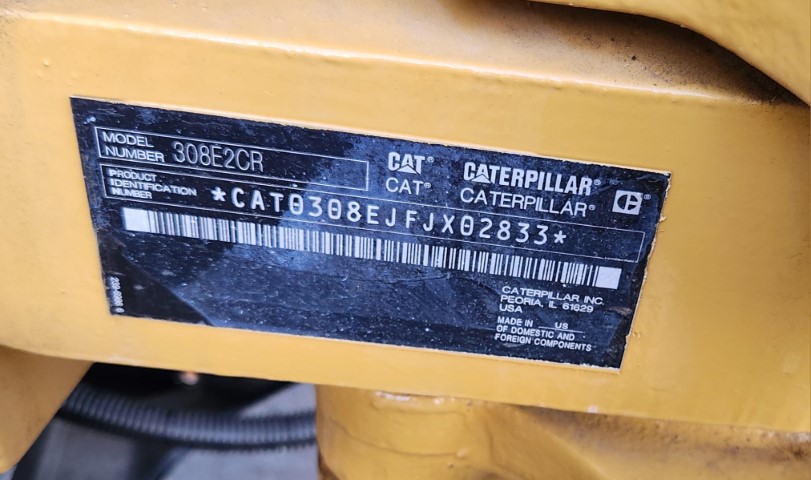 MODEL
NUMBER 308E2CR
PRODUCT
IDENTIFICATION
NUMBER
*CAT0308EJFJX02833*
CAT®
CAT®
CATERPILLAR®
CATERPILLAR®
CATERPILLAR INC.
PEORIA, IL 61629
USA
MADE IN US
OF DOMESTIC AND
FOREIGN COMPONENTS